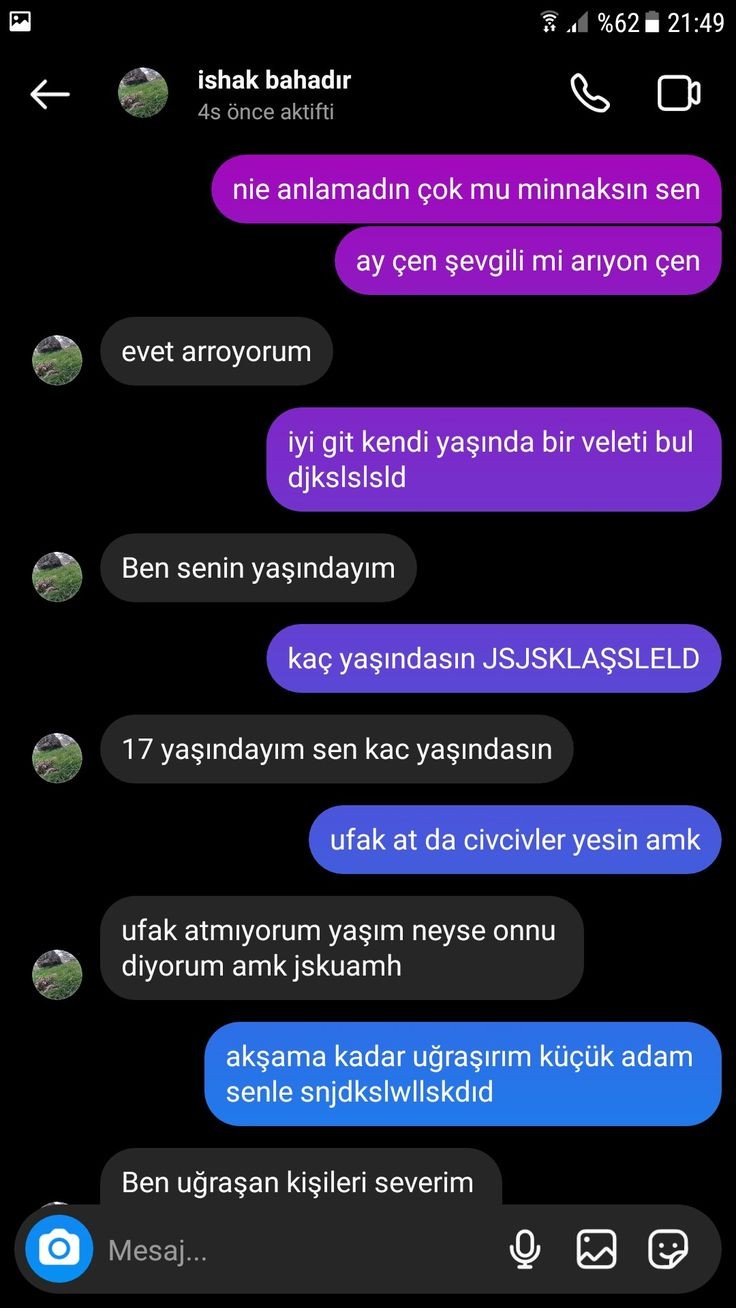 %62 21:49
ishak bahadır
4s önce aktifti
nie anlamadın çok mu minnaksın sen
ay çen şevgili mi arıyon çen
evet arroyorum
iyi git kendi yaşında bir veleti bul
djkslslsld
Ben senin yaşındayım
kaç yaşındasın JSJSKLAŞSLELD
17 yaşındayım sen kac yaşındasın
ufak at da civcivler yesin amk
ufak atmıyorum yaşım neyse onnu
diyorum amk jskuamh
akşama kadar uğraşırım küçük adam
senle snjdkslwllskdıd
Ben uğraşan kişileri severim
Mesaj...